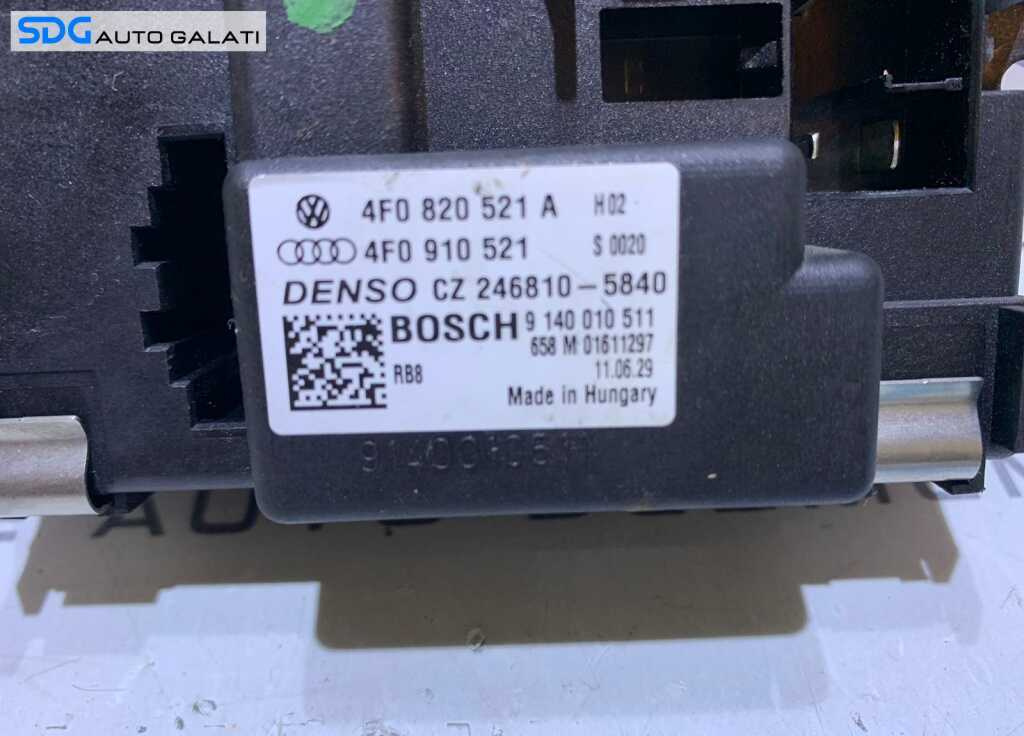 SDG AUTO GALATI
4F0 820 521 A H02
4F0 910 521 S 0020
DENSO CZ 246810-5840
BOSCH 9 140 010 511
658 M 01611297
RB8 11.06.29
Made in Hungary